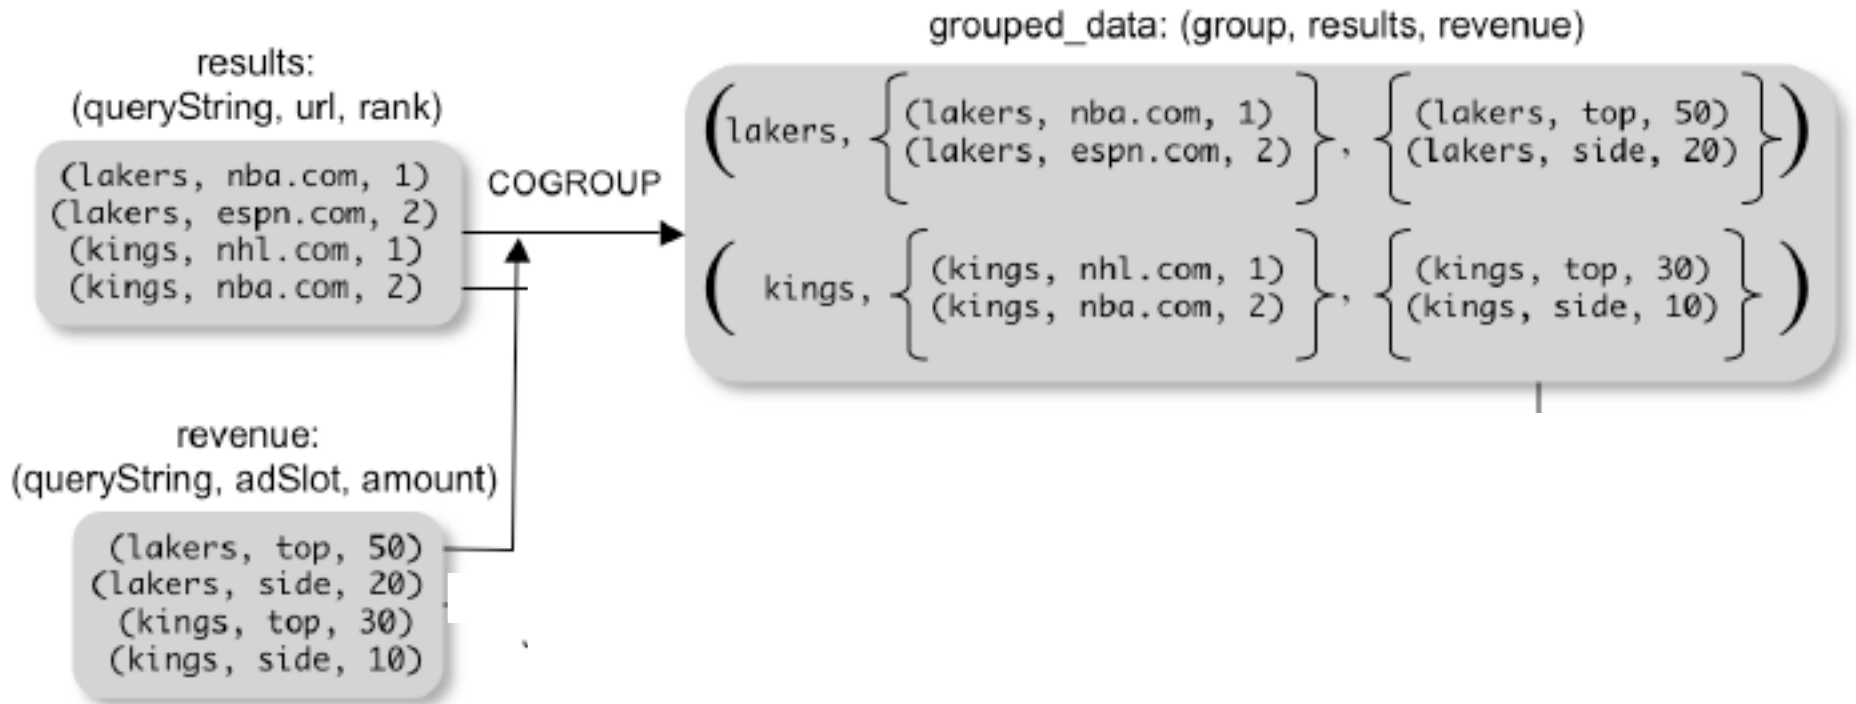 results:
(queryString, url, rank)
(lakers, nba.com, 1)
(lakers, espn.com, 2)
(kings, nhl.com, 1)
(kings, nba.com, 2)
COGROUP
revenue:
(queryString, adSlot, amount)
(lakers, top, 50)
(lakers, side, 20)
(kings, top, 30)
(kings, side, 10)
grouped_data: (group, results, revenue)
(lakers, {(lakers, nba.com, 1)
(lakers, espn.com, 2)}, {(lakers, top, 50)
(lakers, side, 20)})
(kings, {(kings, nhl.com, 1)
(kings, nba.com, 2)}, {(kings, top, 30)
(kings, side, 10)})